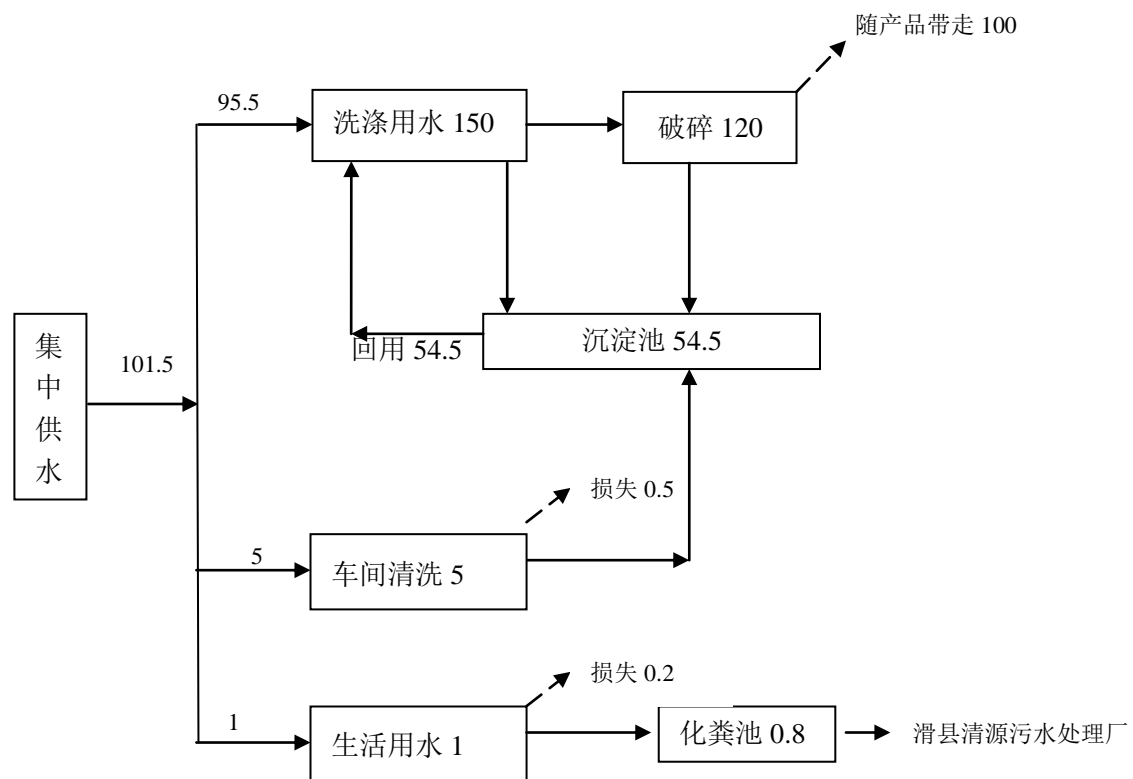 随产品带走 100
95.5
洗涤用水 150
破碎 120
集中供水
101.5
回用 54.5
沉淀池 54.5
损失 0.5
5
车间清洗 5
损失 0.2
1
生活用水 1
化粪池 0.8
滑县清源污水处理厂